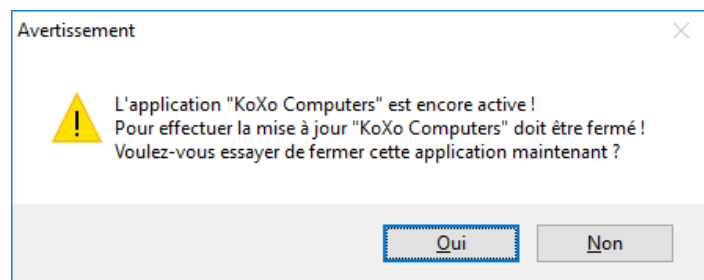 Avertissement
L'application "KoXo Computers" est encore active !
Pour effectuer la mise à jour "KoXo Computers" doit être fermé !
Voulez-vous essayer de fermer cette application maintenant ?
Oui
Non